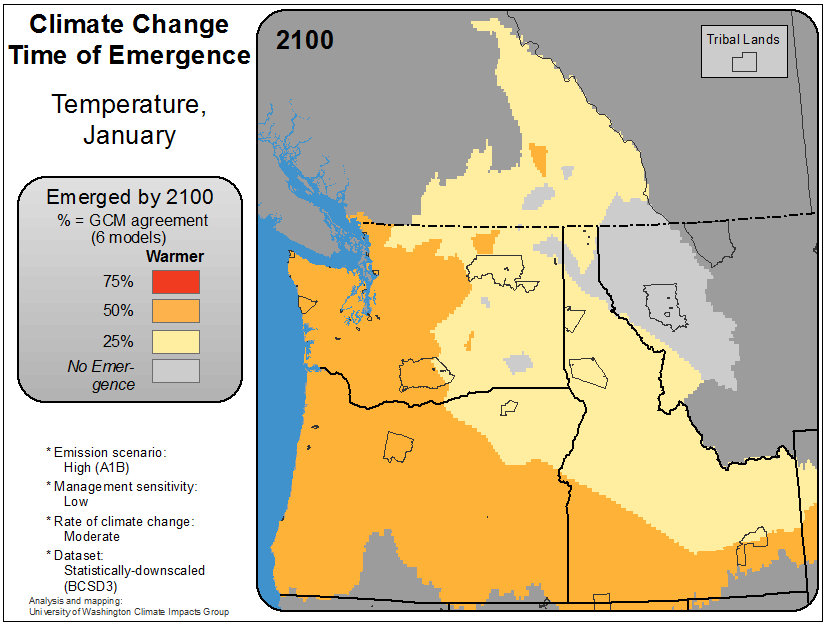 Climate Change
Time of Emergence
Temperature,
January
Emerged by 2100
% = GCM agreement
(6 models)
Warmer
75%
50%
25%
No Emer-
gence
* Emission scenario:
High (A1B)
* Management sensitivity:
Low
* Rate of climate change:
Moderate
* Dataset:
Statistically-downscaled
(BCSD3)
Analysis and mapping:
University of Washington Climate Impacts Group
2100
Tribal Lands